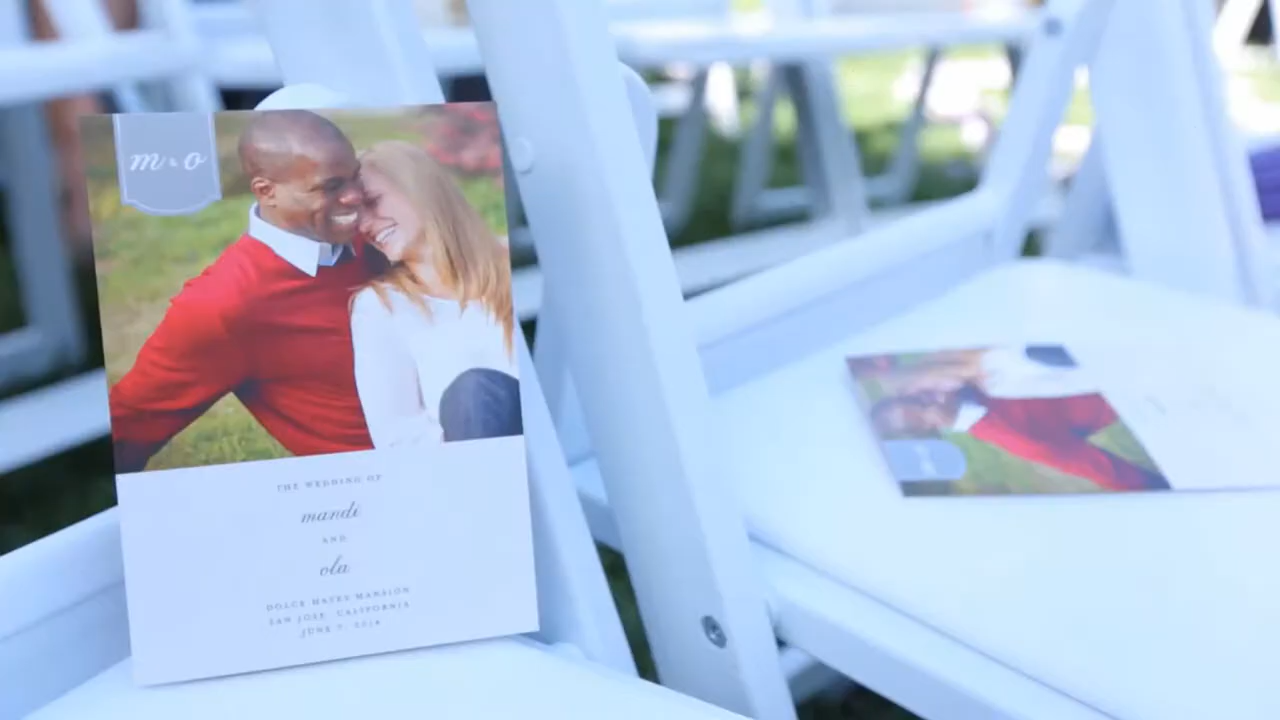 m & o
THE WEDDING OF
mandi
AND
ola
DOLCE HAYES MANSION
SAN JOSE, CALIFORNIA
JUNE 7, 2014